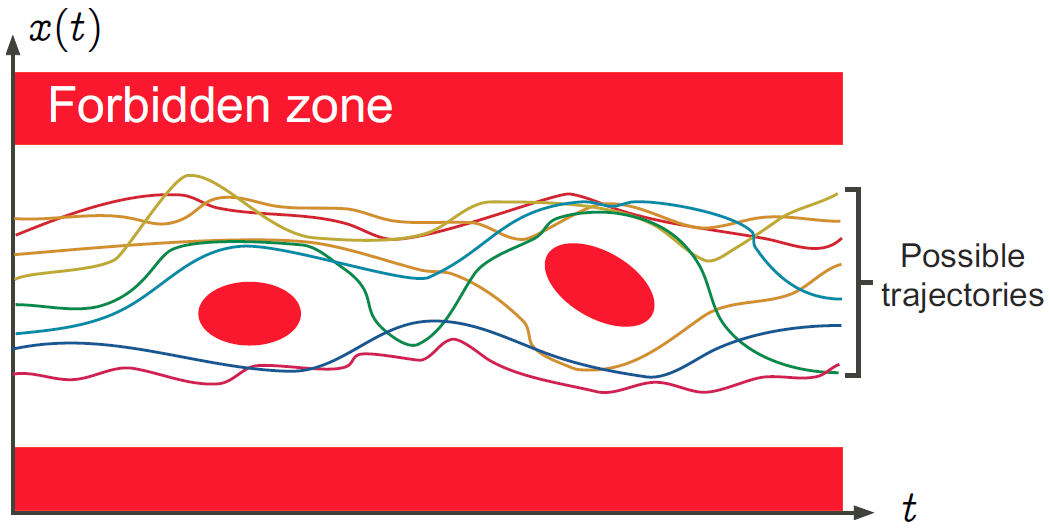 x(t)
Forbidden zone
Possible
trajectories
t